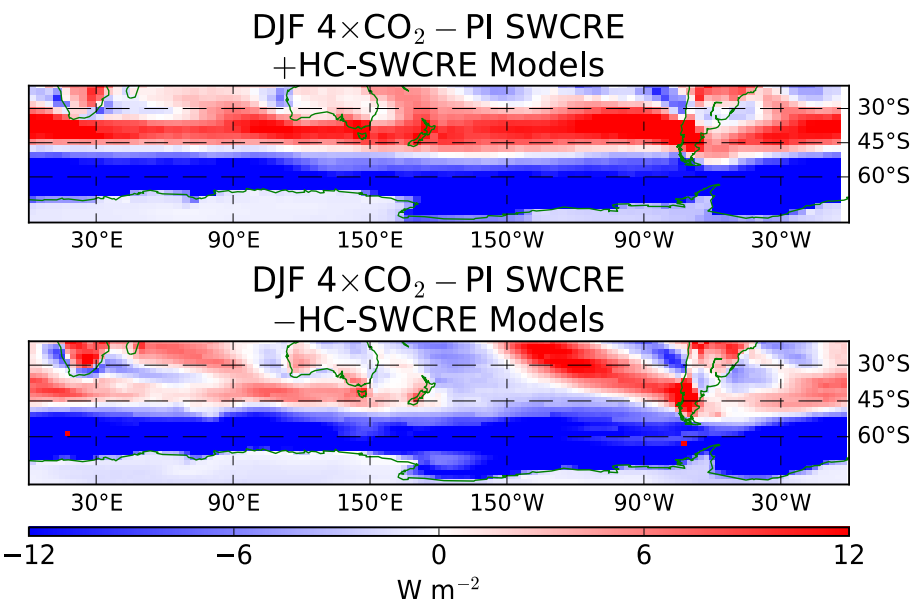 DJF 4×CO₂ − PI SWCRE
+HC-SWCRE Models
30°S
45°S
60°S
30°E 90°E 150°E 150°W 90°W 30°W
DJF 4×CO₂ − PI SWCRE
−HC-SWCRE Models
30°S
45°S
60°S
30°E 90°E 150°E 150°W 90°W 30°W
−12 −6 0 6 12
W m⁻²